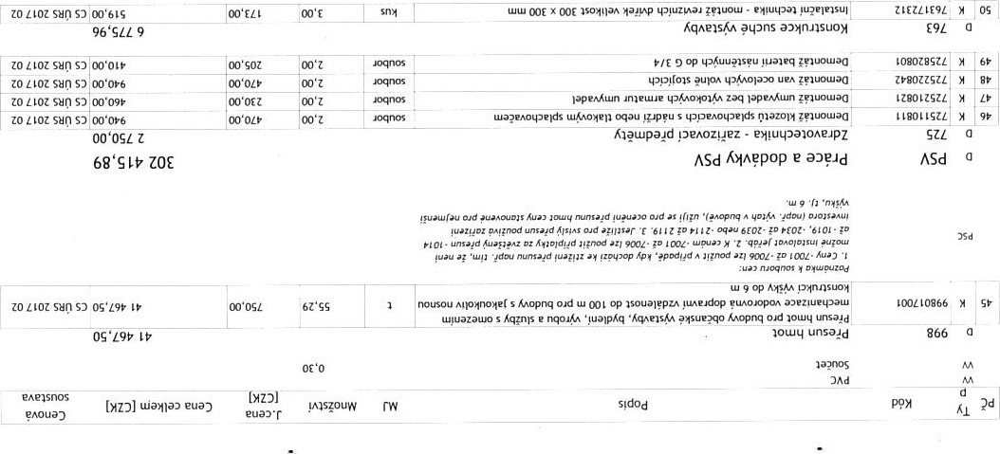 PČ Ty p Kód Popis MJ Množství J.cena [CZK] Cena celkem [CZK] Cenová soustava
VV PVC
VV Součet 0,30
D 998 Přesun hmot 41 467,50
45 K 998017001 Přesun hmot pro budovy občanské výstavby, bydlení, výrobu a služby s omezením t 55,29 750,00 41 467,50 CS ÚRS 2017 02
mechanizace vodorovná dopravní vzdálenost do 100 m pro budovy s jakoukoliv nosnou
konstrukcí výšky do 6 m
PSC Poznámka k souboru cen:
1. Ceny -7001 až -7006 lze použít v případě, kdy dochází ke ztížení přesunu např. tím, že není
možné instalovat jeřáb. 2. K cenám -7001 až -7006 lze použít příplatky za zvětšený přesun -1014
až -1019, -2034 až -2039 nebo -2114 až 2119. 3. Jestliže pro svislý přesun používá zařízení
investora (např. výtah v budově), užijí se pro ocenění přesunu hmot ceny stanovené pro nejmenší
výšku, tj. 6 m.
D PSV Práce a dodávky PSV 302 415,89
D 725 Zdravotechnika - zařizovací předměty 2 750,00
46 K 725110811 Demontáž klozetů splachovacích s nádrží nebo tlakovým splachovačem soubor 2,00 470,00 940,00 CS ÚRS 2017 02
47 K 725210821 Demontáž umyvadel bez výtokových armatur umyvadel soubor 2,00 230,00 460,00 CS ÚRS 2017 02
48 K 725220842 Demontáž van ocelových volně stojících soubor 2,00 470,00 940,00 CS ÚRS 2017 02
49 K 725820801 Demontáž baterií nástěnných do G 3/4 soubor 2,00 205,00 410,00 CS ÚRS 2017 02
D 763 Konstrukce suché výstavby 6 775,96
50 K 763172312 Instalační technika - montáž revizních dvířek velikost 300 x 300 mm kus 3,00 173,00 519,00 CS ÚRS 2017 02